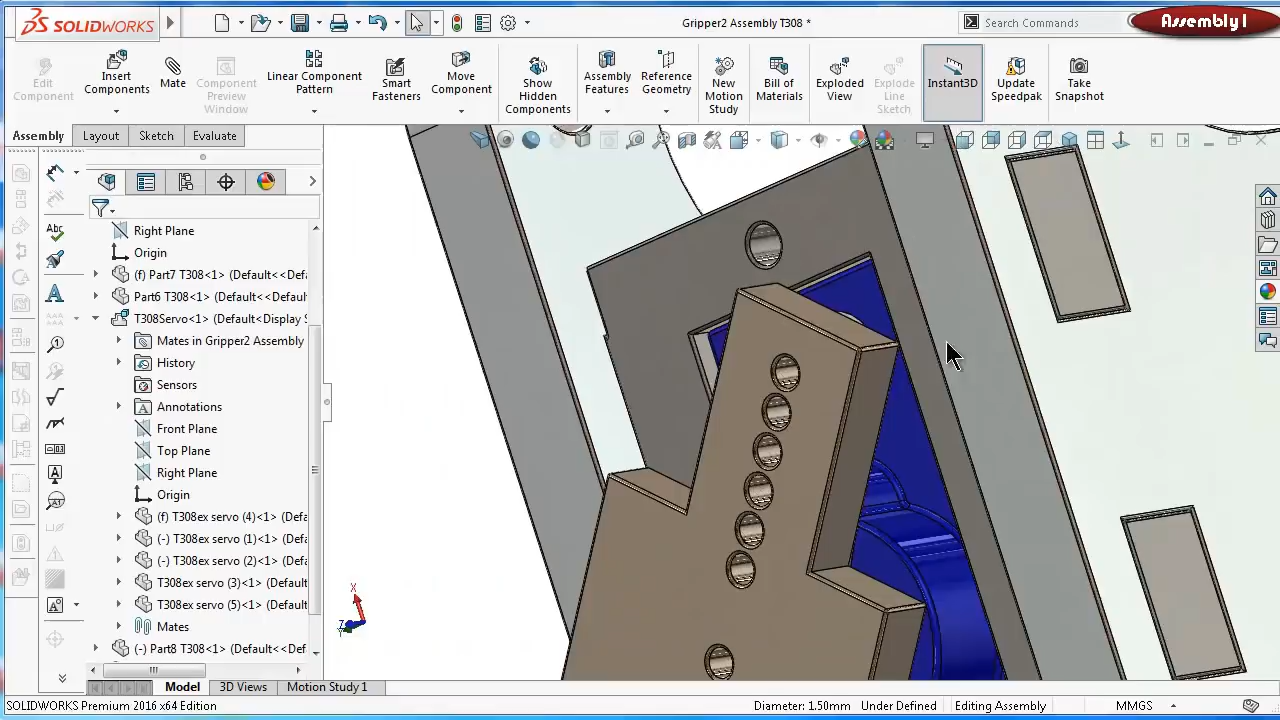 SOLIDWORKS
Gripper2 Assembly T308 *
Search Commands
Assembly1
Edit
Component
Insert
Components
Mate
Component
Preview
Window
Linear Component
Pattern
Smart
Fasteners
Move
Component
Show
Hidden
Components
Assembly
Features
Reference
Geometry
New
Motion
Study
Bill of
Materials
Exploded
View
Explode
Line
Sketch
Instant3D
Update
Speedpak
Take
Snapshot
Assembly
Layout
Sketch
Evaluate
Right Plane
Origin
(f) Part7 T308<1> (Default<<Def
Part6 T308<1> (Default<<Defaul
T308Servo<1> (Default<Display S
Mates in Gripper2 Assembly
History
Sensors
Annotations
Front Plane
Top Plane
Right Plane
Origin
(f) T308ex servo (4)<1> (Defa
(-) T308ex servo (1)<1> (Defa
(-) T308ex servo (2)<1> (Defa
T308ex servo (3)<1> (Default
T308ex servo (5)<1> (Default
Mates
(-) Part8 T308<1> (Default<<Def
X
Model
3D Views
Motion Study 1
SOLIDWORKS Premium 2016 x64 Edition
Diameter: 1.50mm
Under Defined
Editing Assembly
MMGS